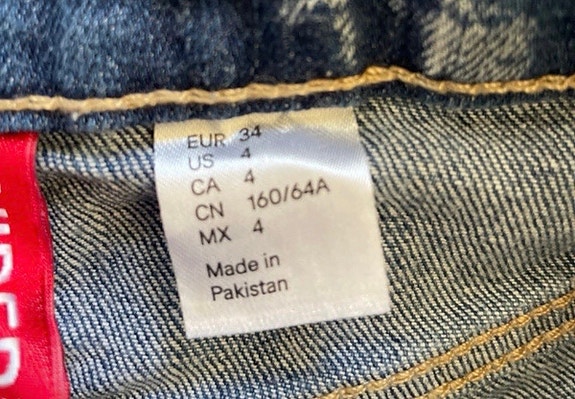 EUR 34
US 4
CA 4
CN 160/64A
MX 4
Made in
Pakistan